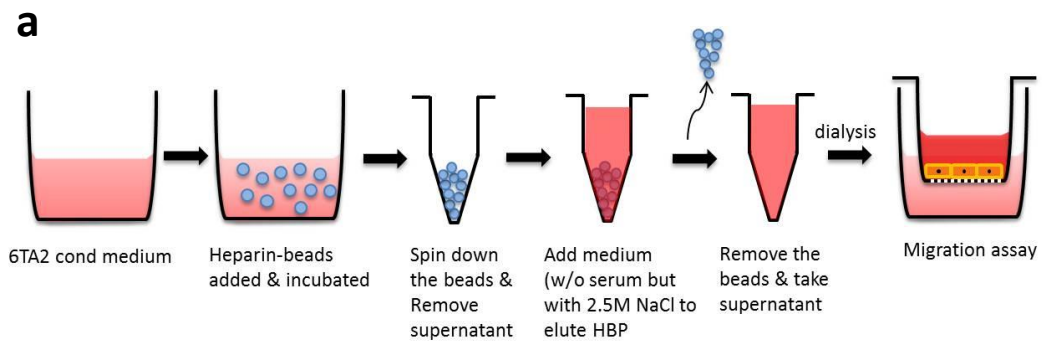 a
dialysis
6TA2 cond medium
Heparin-beads
added & incubated
Spin down
the beads &
Remove
supernatant
Add medium
(w/o serum but
with 2.5M NaCl to
elute HBP
Remove the
beads & take
supernatant
Migration assay